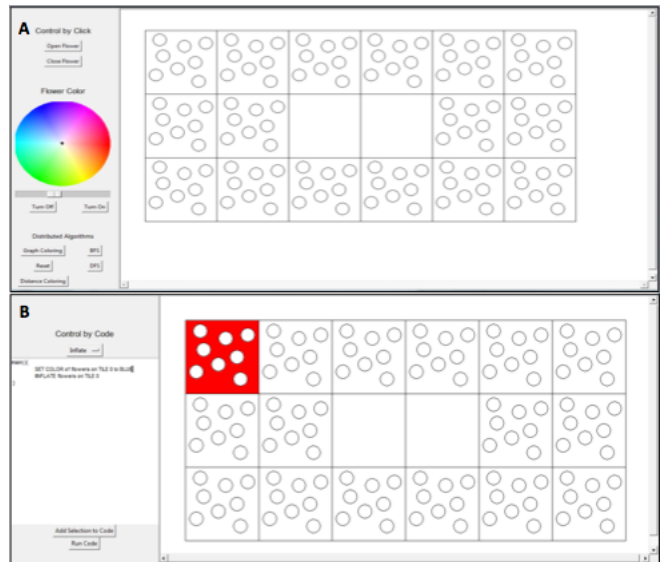 A
Control by Click
Open Flower
Close Flower
Flower Color
Turn Off Turn On
Distributed Algorithms
Graph Coloring BFS
Reset DFS
Distance Coloring
B
Control by Code
Inflate
main(){
SET COLOR of flowers on TILE 0 to BLUE
INFLATE flowers on TILE 0
}
Add Selection to Code
Run Code